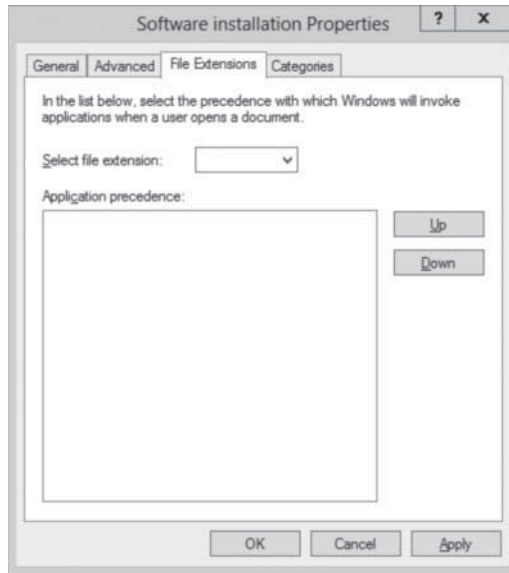 Software installation Properties
? x
General Advanced File Extensions Categories
In the list below, select the precedence with which Windows will invoke
applications when a user opens a document.
Select file extension:
Application precedence:
Up
Down
OK Cancel Apply